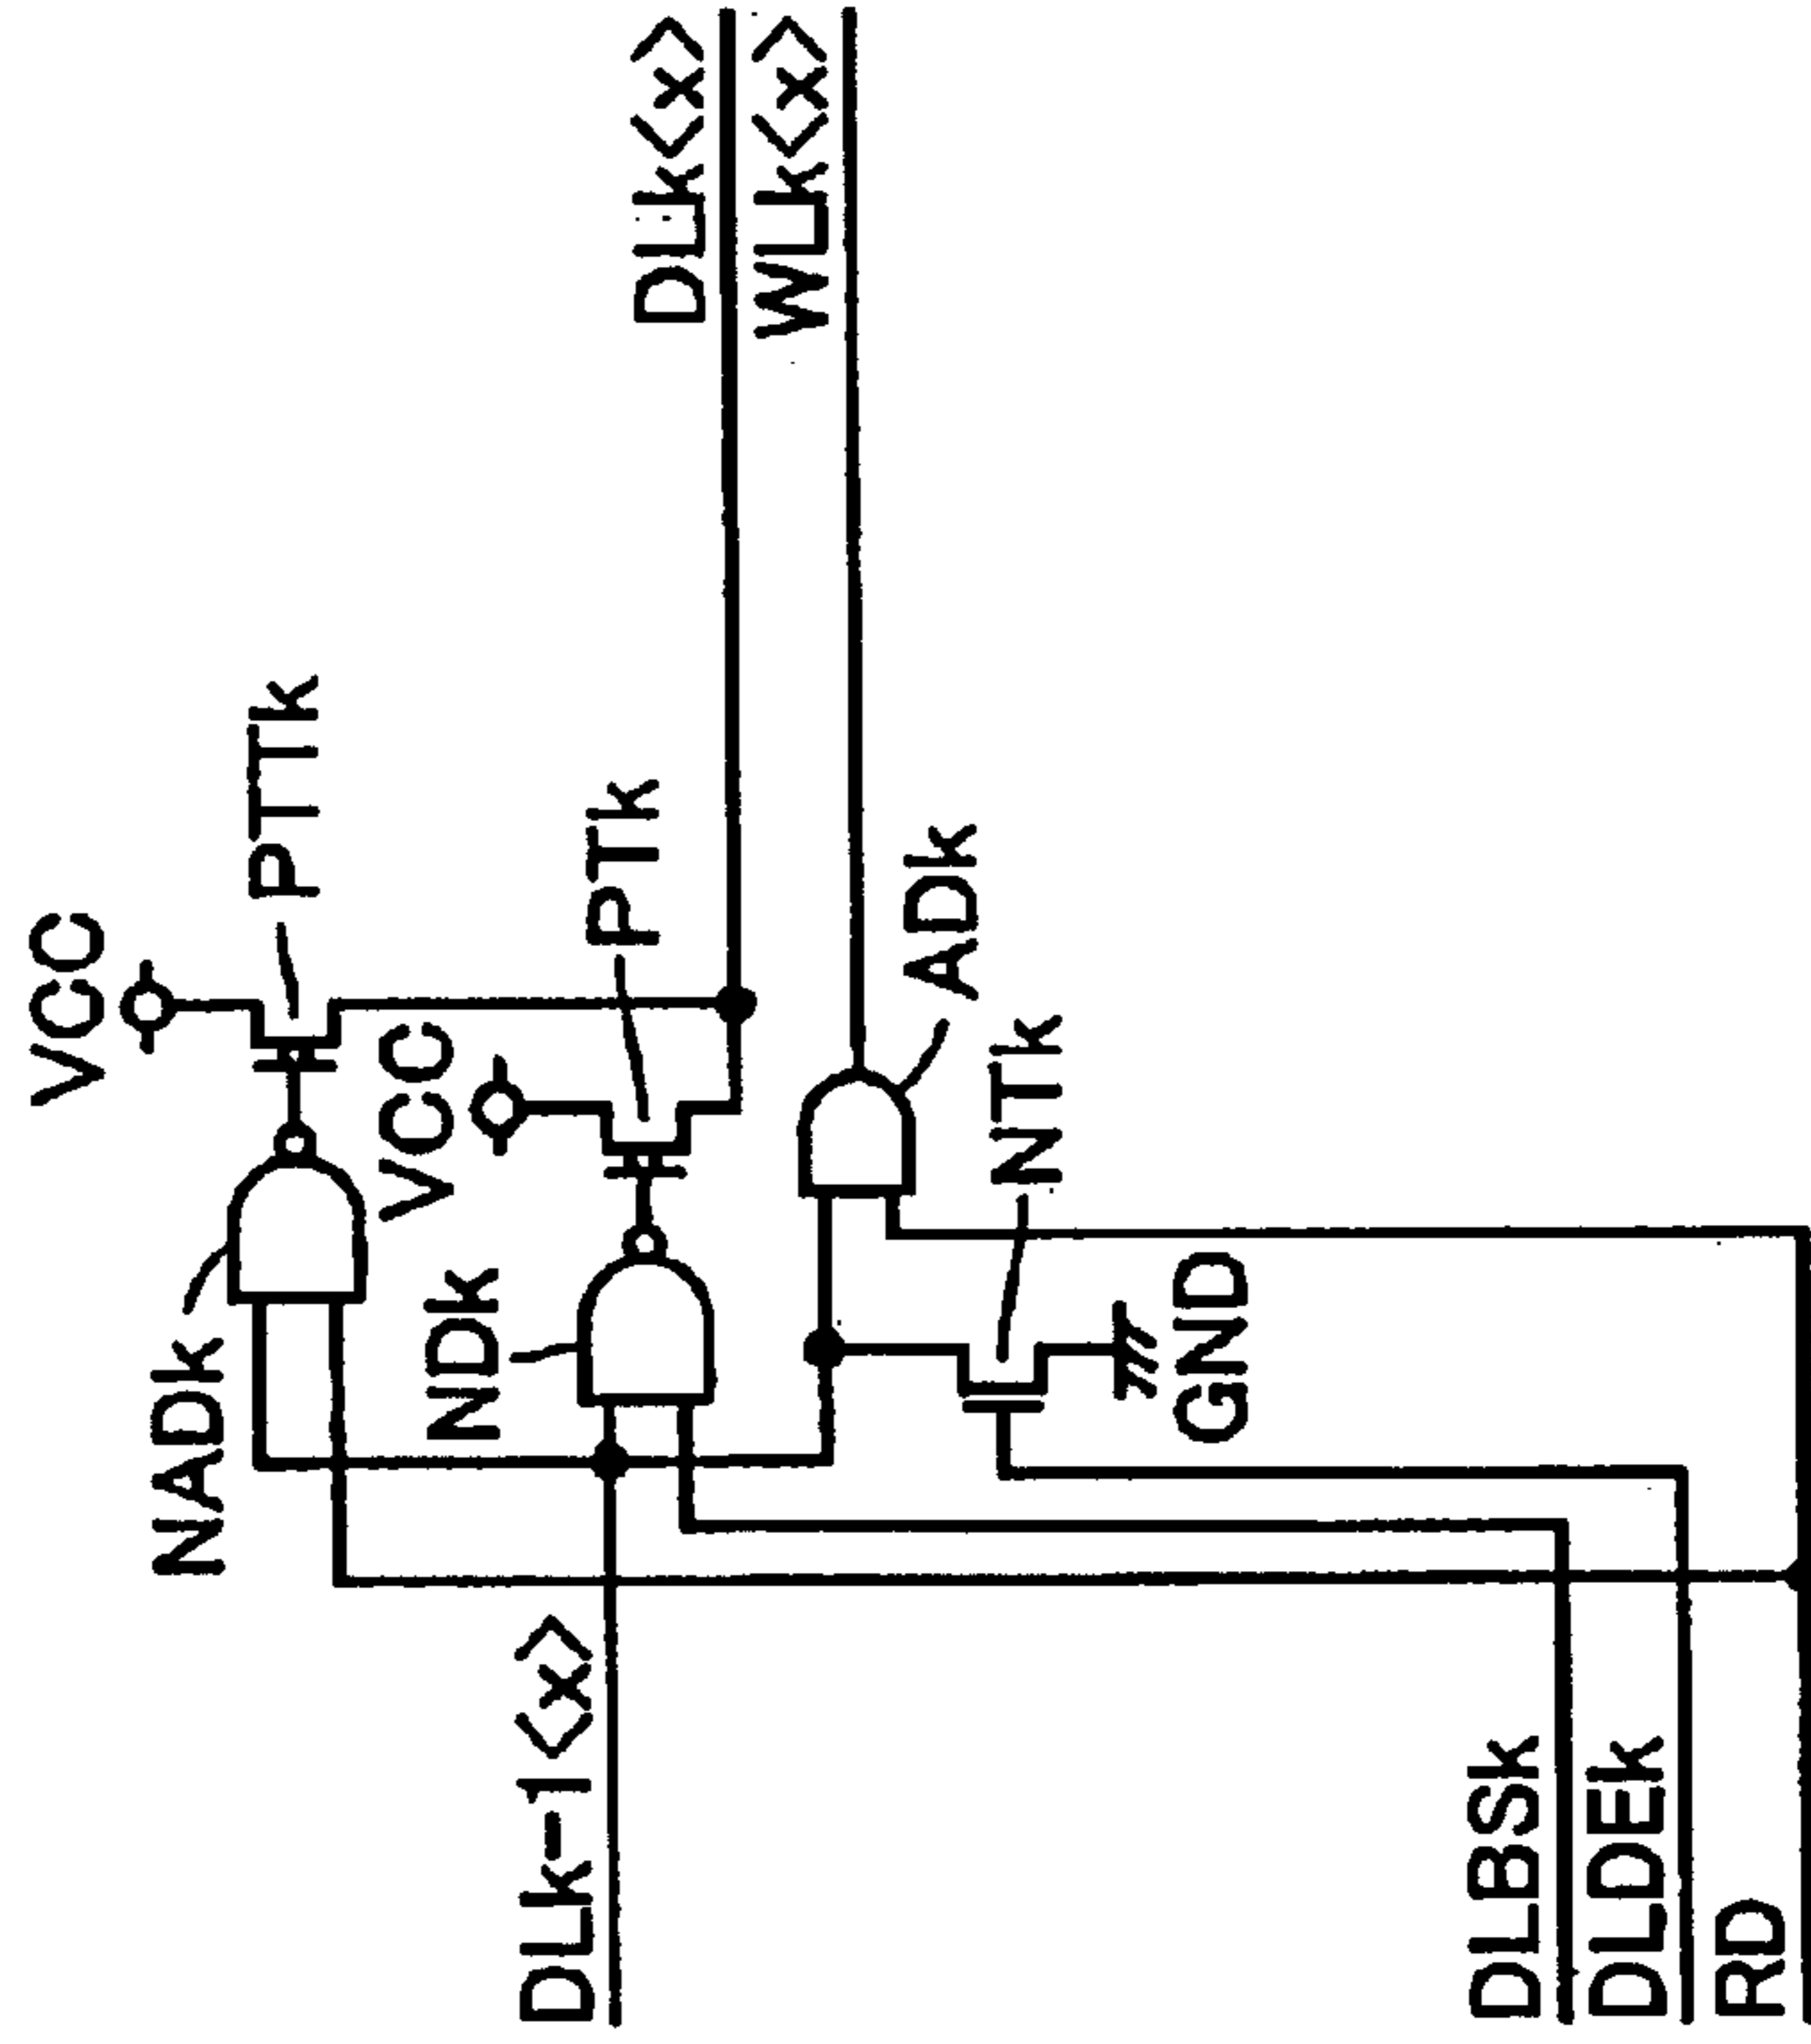 VCC
NADk
PTTk
VCC
NDk
DLk-1<x>
PTk
DLk<x>
WLk<x>
ADk
NTk
GND
DLBSk
DLDEk
RD